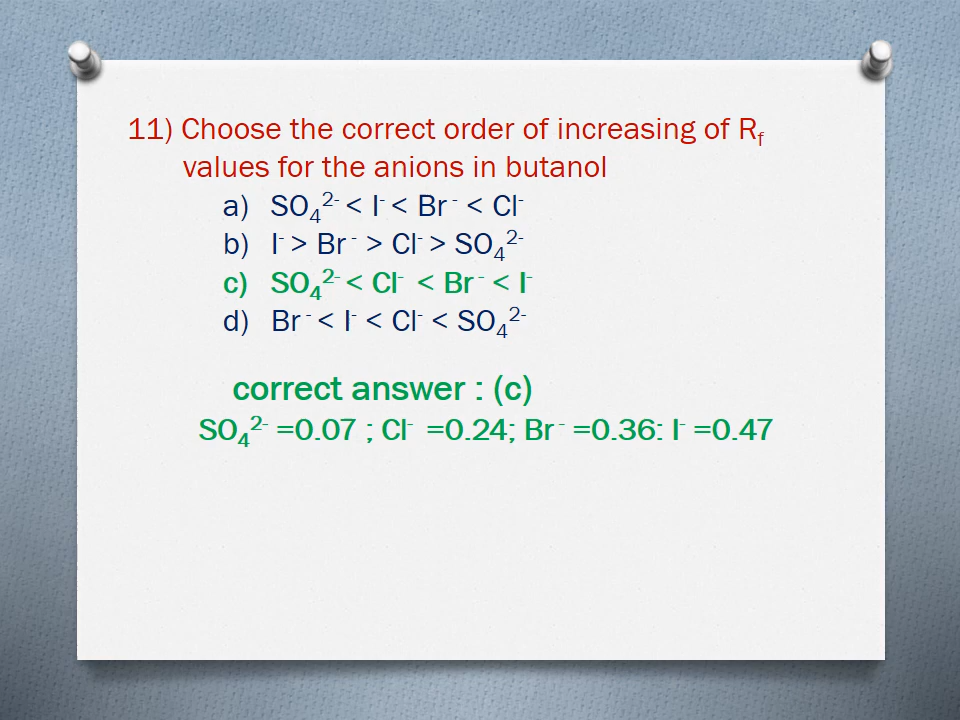 11) Choose the correct order of increasing of Rf
values for the anions in butanol
a) SO₄²⁻ < I⁻ < Br⁻ < Cl⁻
b) I⁻ > Br⁻ > Cl⁻ > SO₄²⁻
c) SO₄²⁻ < Cl⁻ < Br⁻ < I⁻
d) Br⁻ < I⁻ < Cl⁻ < SO₄²⁻
correct answer : (c)
SO₄²⁻ =0.07 ; Cl⁻ =0.24; Br⁻ =0.36: I⁻ =0.47